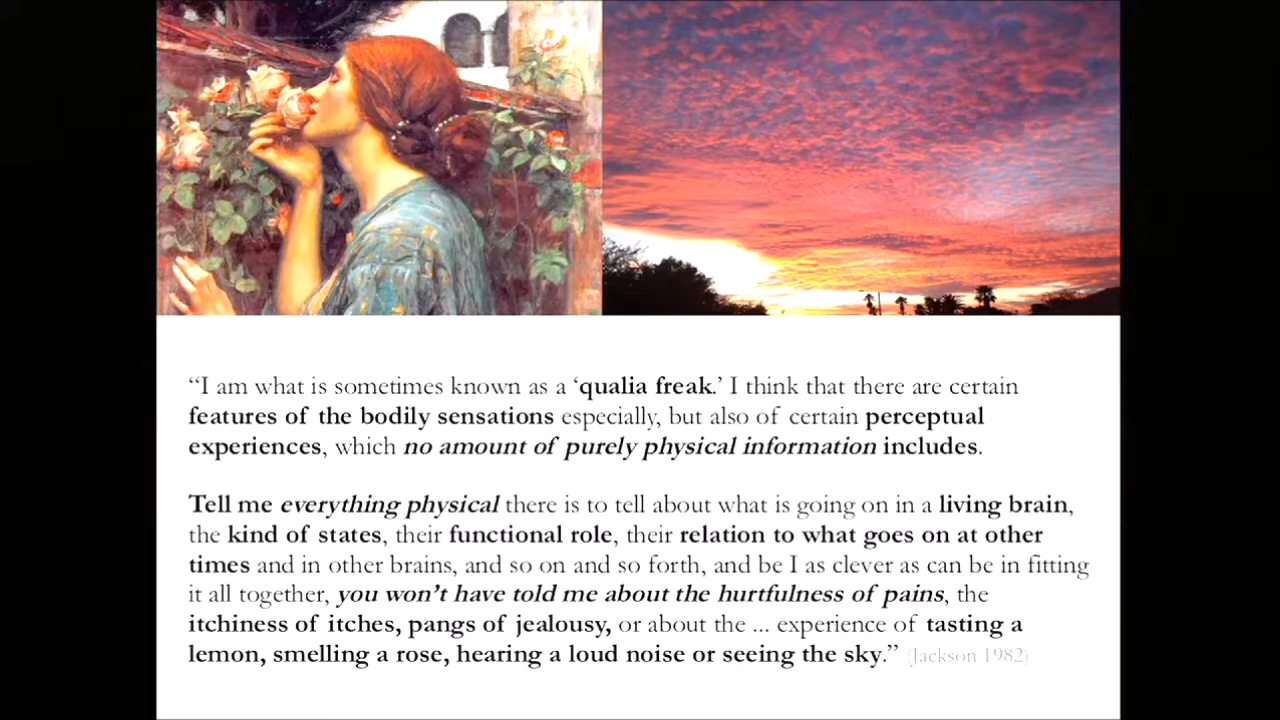 “I am what is sometimes known as a ‘qualia freak.’ I think that there are certain
features of the bodily sensations especially, but also of certain perceptual
experiences, which no amount of purely physical information includes.
Tell me everything physical there is to tell about what is going on in a living brain,
the kind of states, their functional role, their relation to what goes on at other
times and in other brains, and so on and so forth, and be I as clever as can be in fitting
it all together, you won’t have told me about the hurtfulness of pains, the
itchiness of itches, pangs of jealousy, or about the ... experience of tasting a
lemon, smelling a rose, hearing a loud noise or seeing the sky.” (Jackson 1982)